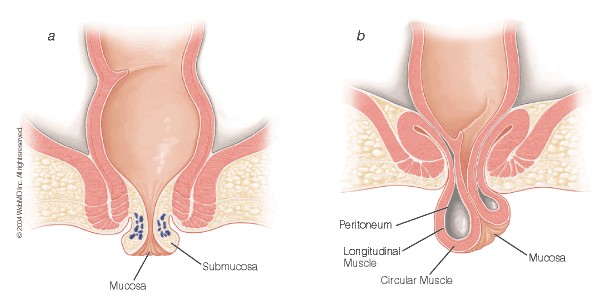 a
b
© 2004 WebMD Inc. All rights reserved.
Mucosa
Submucosa
Peritoneum
Longitudinal
Muscle
Circular Muscle
Mucosa